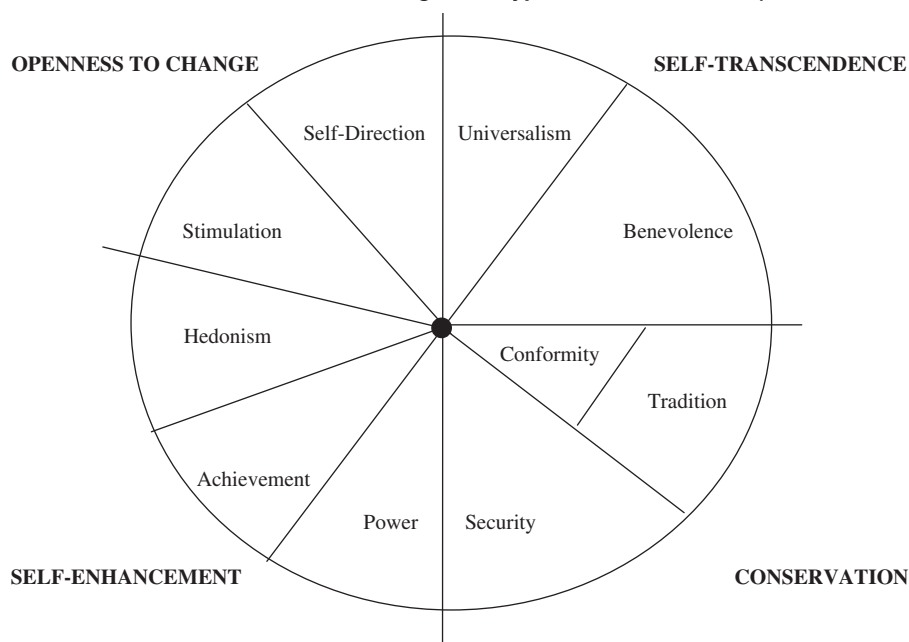 OPENNESS TO CHANGE
SELF-TRANSCENDENCE
Self-Direction
Universalism
Stimulation
Benevolence
Hedonism
Conformity
Tradition
Achievement
Power
Security
SELF-ENHANCEMENT
CONSERVATION